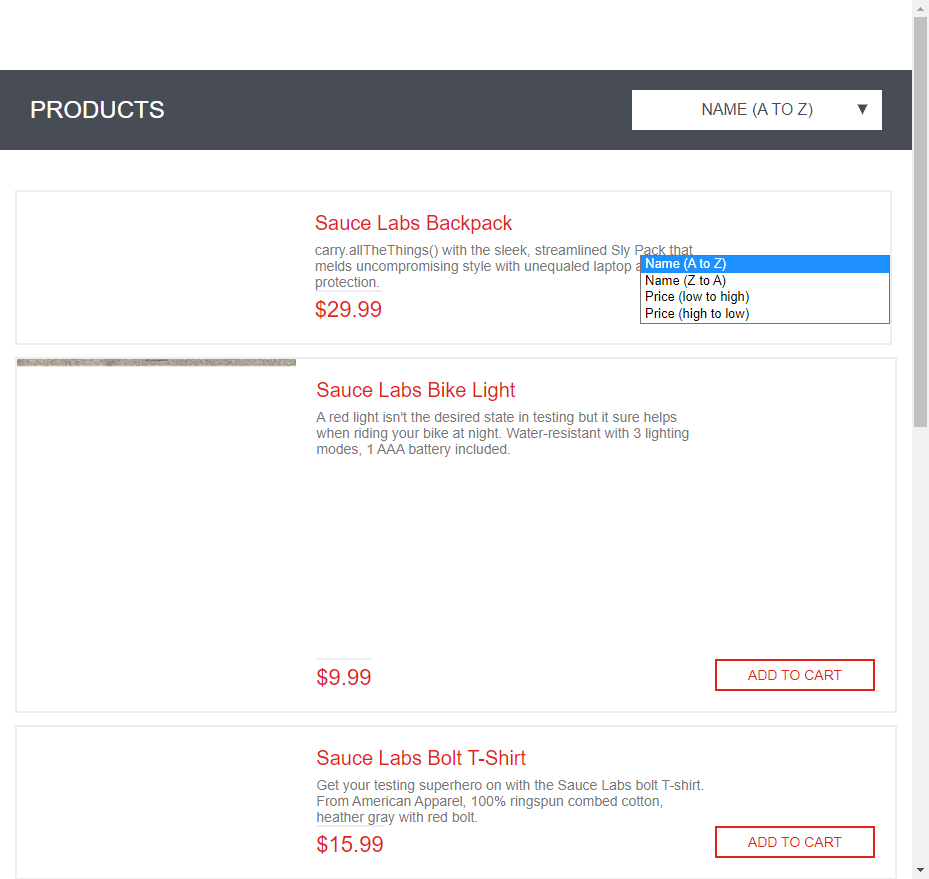 PRODUCTS
NAME (A TO Z)
Sauce Labs Backpack
carry.allTheThings() with the sleek, streamlined Sly Pack that
melds uncompromising style with unequaled laptop
protection.
$29.99
Name (A to Z)
Name (Z to A)
Price (low to high)
Price (high to low)
Sauce Labs Bike Light
A red light isn't the desired state in testing but it sure helps
when riding your bike at night. Water-resistant with 3 lighting
modes, 1 AAA battery included.
$9.99
ADD TO CART
Sauce Labs Bolt T-Shirt
Get your testing superhero on with the Sauce Labs bolt T-shirt.
From American Apparel, 100% ringspun combed cotton,
heather gray with red bolt.
$15.99
ADD TO CART